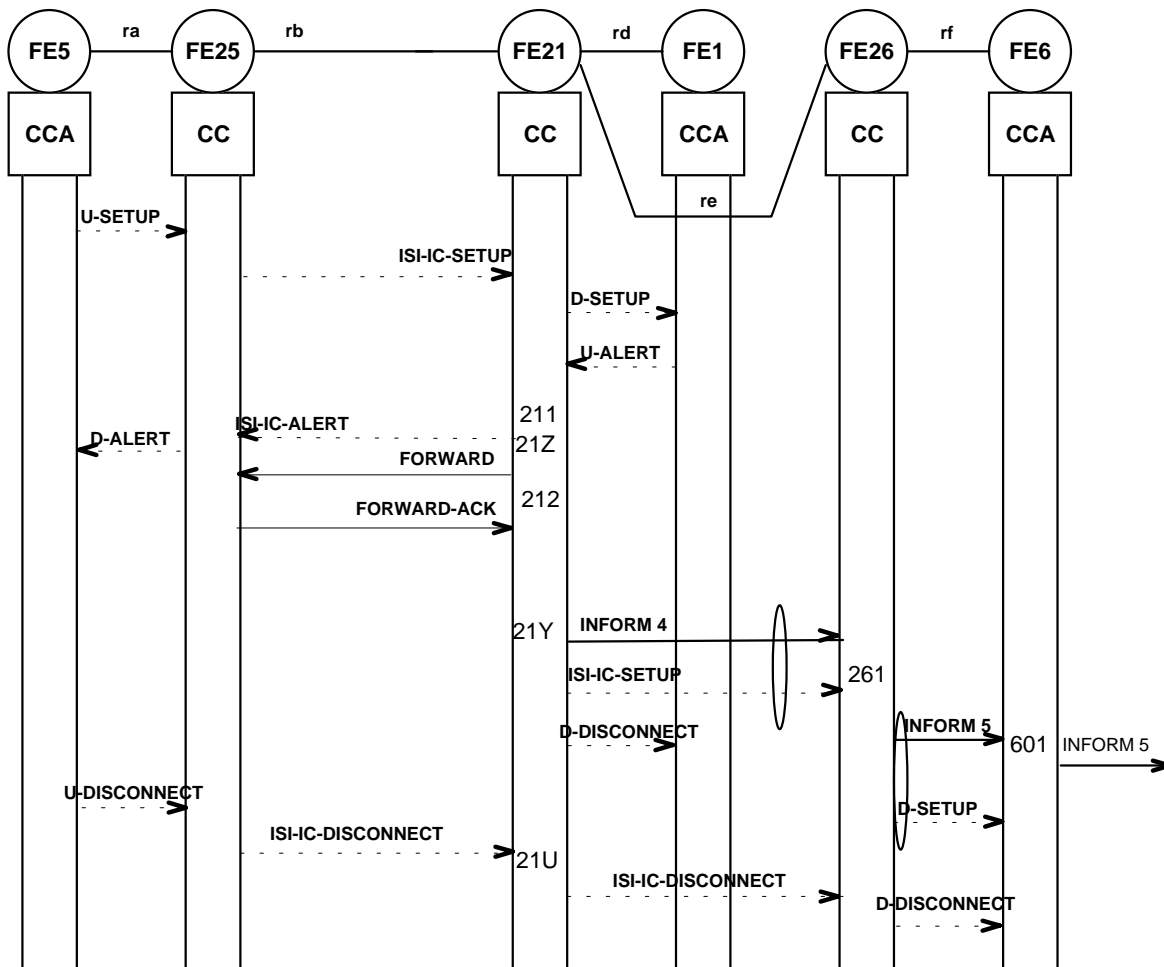 ra rb rd rf
FE5 FE25 FE21 FE1 FE26 FE6
CCA CC CC CCA CC CCA
re
U-SETUP
ISI-IC-SETUP
D-SETUP
U-ALERT
211
ISI-IC-ALERT
D-ALERT
21Z
FORWARD
212
FORWARD-ACK
21Y
INFORM 4
ISI-IC-SETUP
261
D-DISCONNECT
INFORM 5
601
INFORM 5
U-DISCONNECT
D-SETUP
ISI-IC-DISCONNECT
21U
ISI-IC-DISCONNECT
D-DISCONNECT